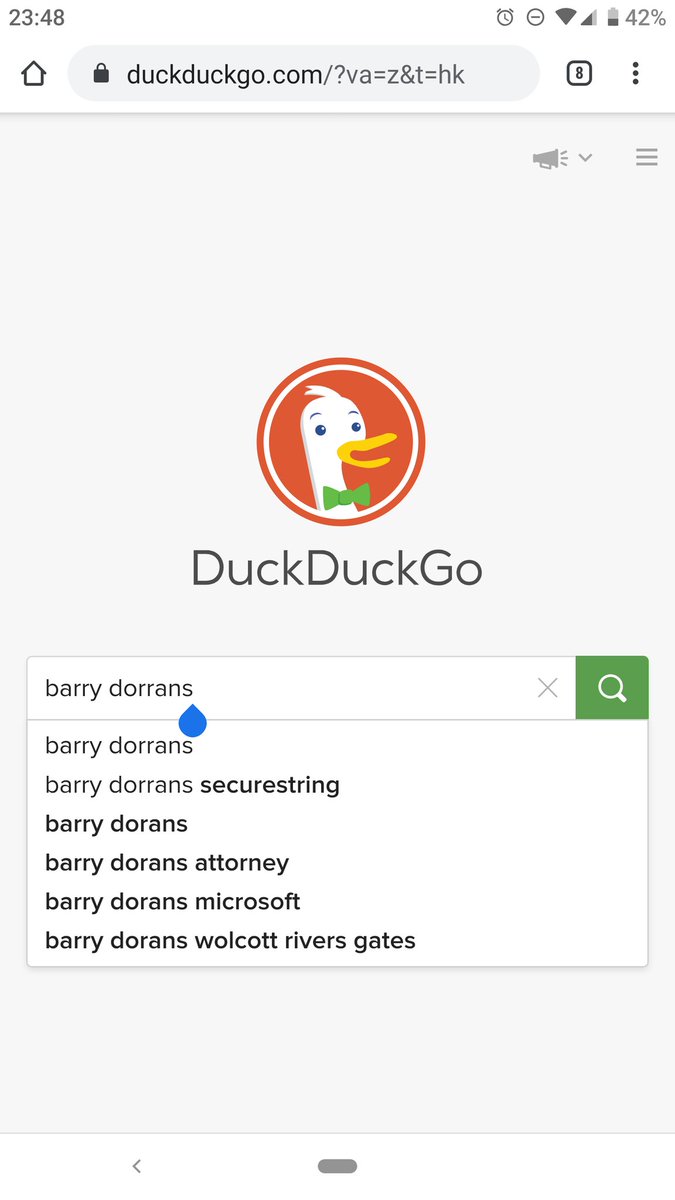 23:48 42%
duckduckgo.com/?va=z&t=hk 8
DuckDuckGo
barry dorrans
barry dorrans
barry dorrans securestring
barry dorans
barry dorans attorney
barry dorans microsoft
barry dorans wolcott rivers gates